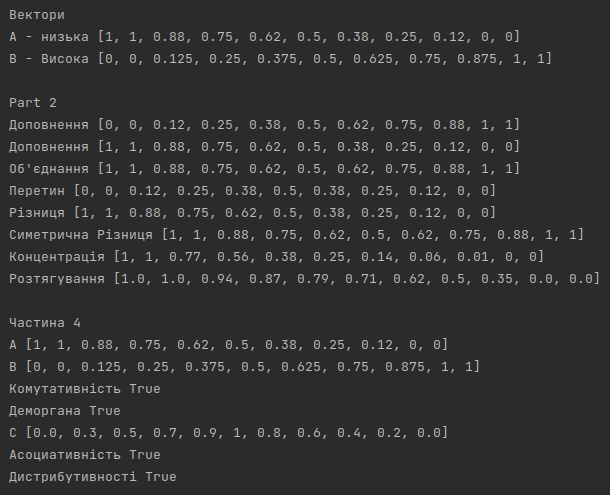 Вектори
А - низька [1, 1, 0.88, 0.75, 0.62, 0.5, 0.38, 0.25, 0.12, 0, 0]
В - Висока [0, 0, 0.125, 0.25, 0.375, 0.5, 0.625, 0.75, 0.875, 1, 1]
Part 2
Доповнення [0, 0, 0.12, 0.25, 0.38, 0.5, 0.62, 0.75, 0.88, 1, 1]
Доповнення [1, 1, 0.88, 0.75, 0.62, 0.5, 0.38, 0.25, 0.12, 0, 0]
Об'єднання [1, 1, 0.88, 0.75, 0.62, 0.5, 0.62, 0.75, 0.88, 1, 1]
Перетин [0, 0, 0.12, 0.25, 0.38, 0.5, 0.38, 0.25, 0.12, 0, 0]
Різниця [1, 1, 0.88, 0.75, 0.62, 0.5, 0.38, 0.25, 0.12, 0, 0]
Симетрична Різниця [1, 1, 0.88, 0.75, 0.62, 0.5, 0.62, 0.75, 0.88, 1, 1]
Концентрація [1, 1, 0.77, 0.56, 0.38, 0.25, 0.14, 0.06, 0.01, 0, 0]
Розтягування [1.0, 1.0, 0.94, 0.87, 0.79, 0.71, 0.62, 0.5, 0.35, 0.0, 0.0]
Частина 4
А [1, 1, 0.88, 0.75, 0.62, 0.5, 0.38, 0.25, 0.12, 0, 0]
В [0, 0, 0.125, 0.25, 0.375, 0.5, 0.625, 0.75, 0.875, 1, 1]
Комутативність True
Деморгана True
С [0.0, 0.3, 0.5, 0.7, 0.9, 1, 0.8, 0.6, 0.4, 0.2, 0.0]
Асоциативність True
Дистрибутивності True